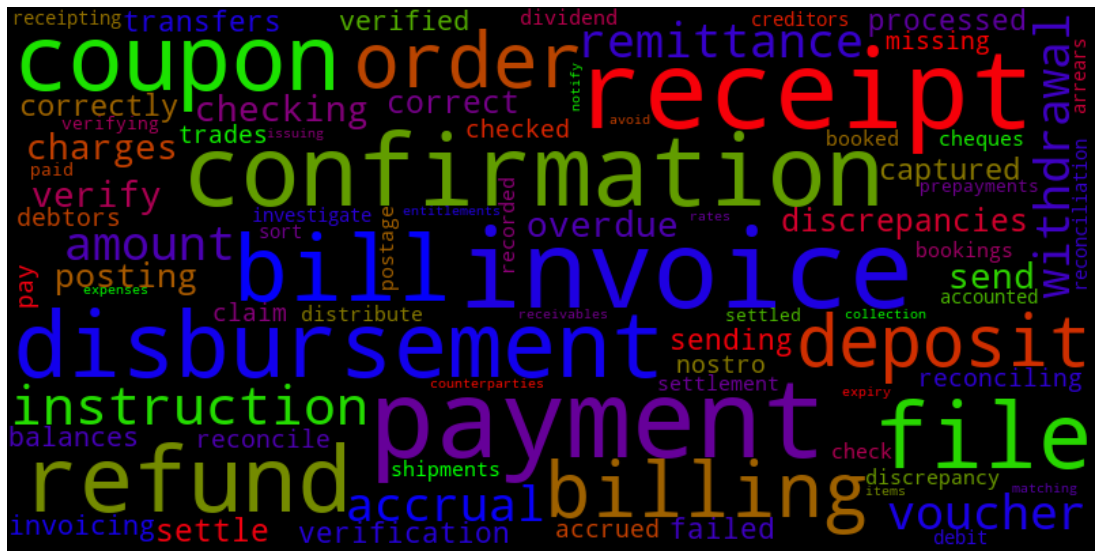 receipting transfers verified dividend creditors processed
coupon order remittance missing withdrawal arrears
receipt
notify
correctly checking correct
avoid
verifying trades issuing checked booked cheques
charges confirmation captured
paid
verify prepayments reconciliation
debtors investigate entitlements recorded overdue rates discrepancies
sort postage
amount bill invoice bookings
posting send
pay expenses accounted
claim distribute receivables settled collection
disbursement sending deposit
nostro
counterparties settlement reconciling
instruction payment expiry file
balances reconcile check
shipments discrepancy
refund billing items matching
accrual voucher
invoicing settle verification accrued failed debit